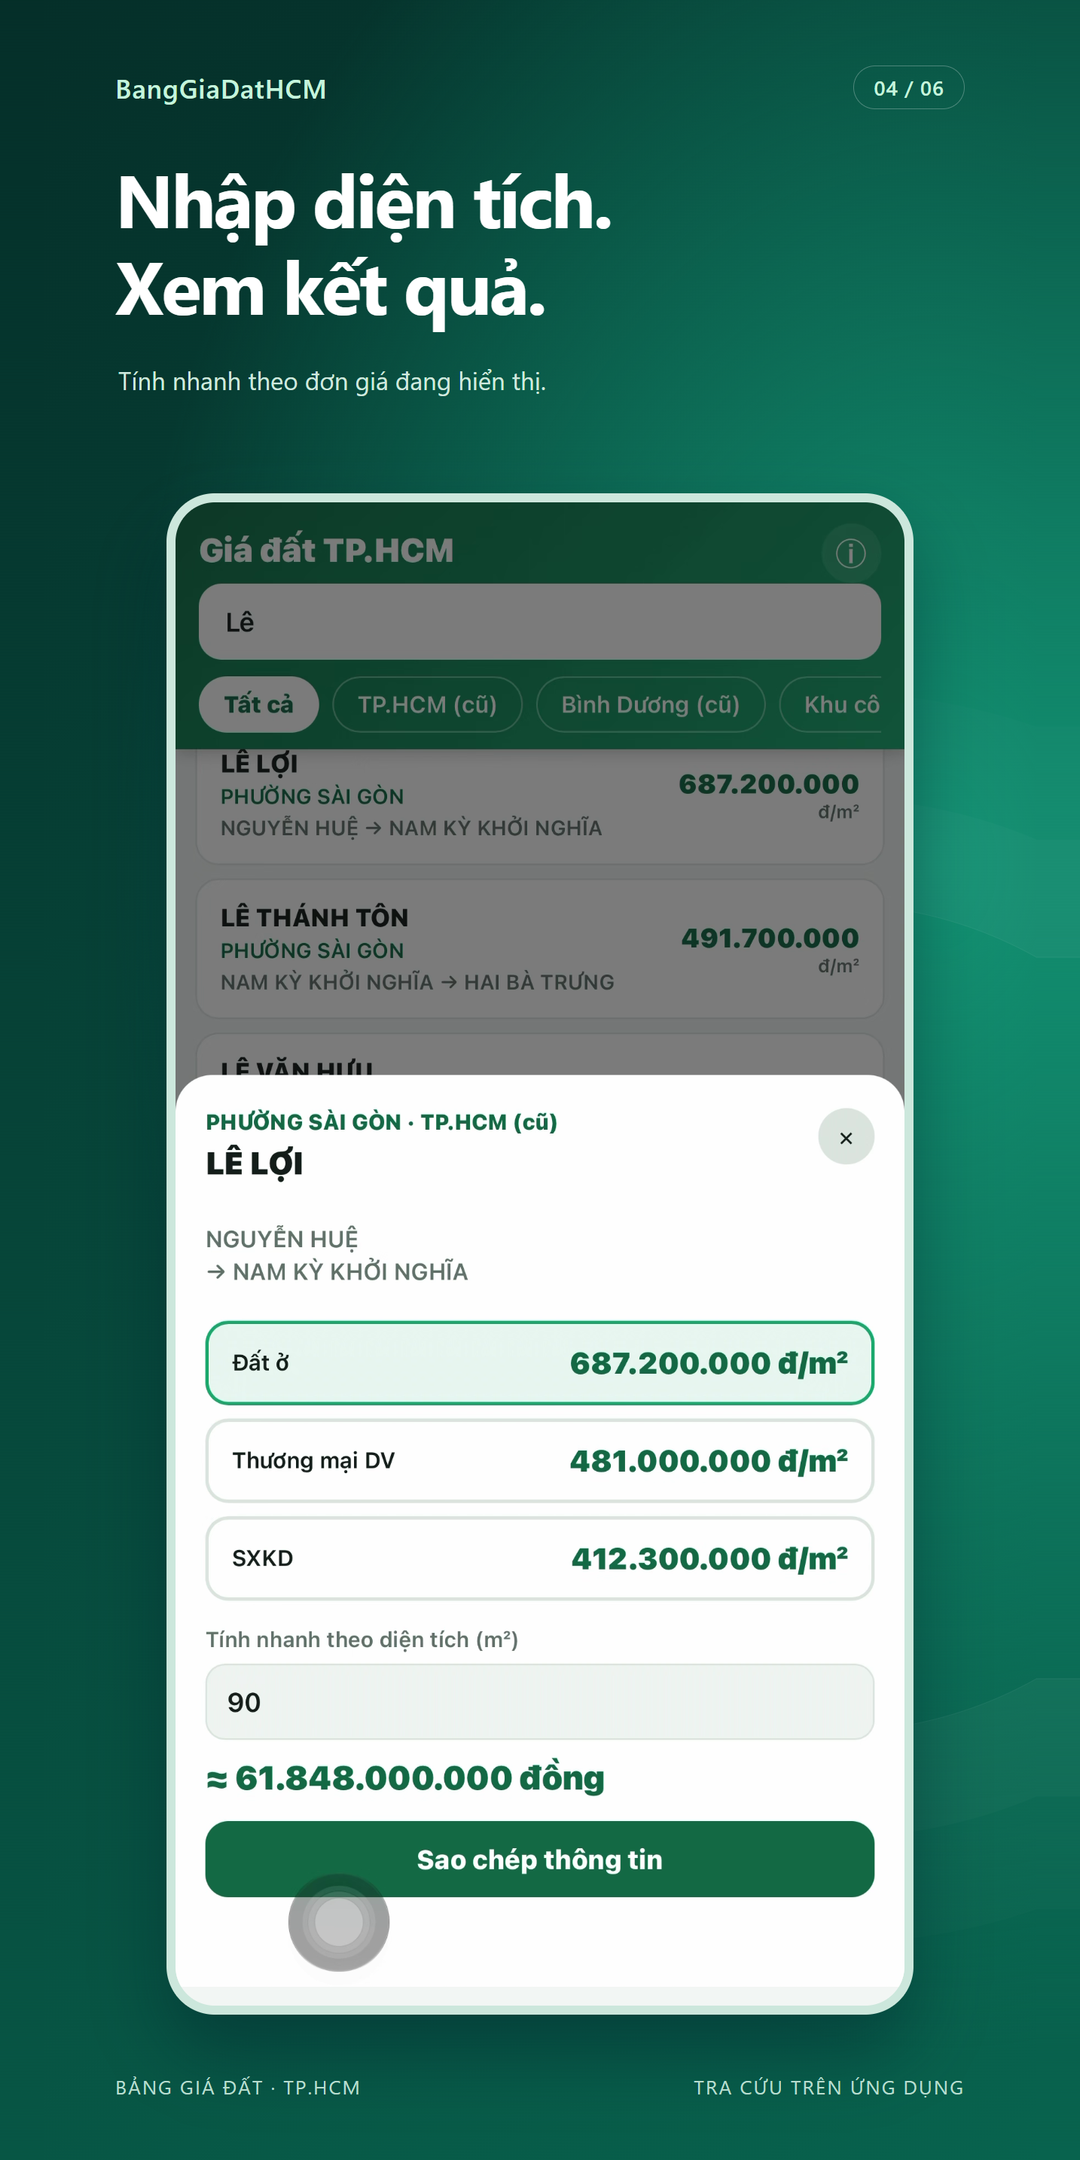 BangGiaDatHCM
04 / 06
Nhập diện tích.
Xem kết quả.
Tính nhanh theo đơn giá đang hiển thị.
Giá đất TP.HCM
Lê
Tất cả
TP.HCM (cũ)
Bình Dương (cũ)
Khu cô
LÊ LỢI
PHƯỜNG SÀI GÒN
NGUYỄN HUỆ → NAM KỲ KHỞI NGHĨA
687.200.000
đ/m²
LÊ THÁNH TÔN
PHƯỜNG SÀI GÒN
NAM KỲ KHỞI NGHĨA → HAI BÀ TRƯNG
491.700.000
đ/m²
LÊ VĂN HƯU
PHƯỜNG SÀI GÒN · TP.HCM (cũ)
×
LÊ LỢI
NGUYỄN HUỆ
→ NAM KỲ KHỞI NGHĨA
Đất ở 687.200.000 đ/m²
Thương mại DV 481.000.000 đ/m²
SXKD 412.300.000 đ/m²
Tính nhanh theo diện tích (m²)
90
≈ 61.848.000.000 đồng
Sao chép thông tin
BẢNG GIÁ ĐẤT · TP.HCM
TRA CỨU TRÊN ỨNG DỤNG